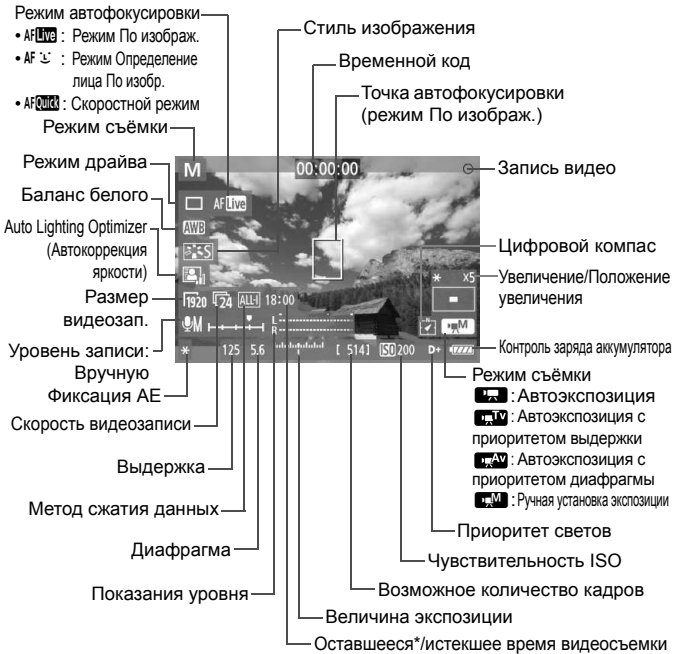 Режим автофокусировки
• AF Live : Режим По изображ.
• AF : Режим Определение
лица По изобр.
• AF Quick : Скоростной режим
Режим съёмки
Режим драйва
Баланс белого
Auto Lighting Optimizer
(Автокоррекция
яркости)
Размер
видеозап.
Уровень записи:
Вручную
Фиксация AE
Скорость видеозаписи
Выдержка
Метод сжатия данных
Диафрагма
Показания уровня
Стиль изображения
Временной код
Точка автофокусировки
(режим По изображ.)
M
00:00:00
AF Live
AWB
S
1920
24
ALL-I
18:00
M
L
R
* 125 5.6 [ 514] ISO 200 D+
* x5
N
M
Запись видео
Цифровой компас
Увеличение/Положение
увеличения
Контроль заряда аккумулятора
Режим съёмки
: Автоэкспозиция
Tv : Автоэкспозиция с
приоритетом выдержки
Av : Автоэкспозиция с
приоритетом диафрагмы
M : Ручная установка экспозиции
Приоритет светов
Чувствительность ISO
Возможное количество кадров
Величина экспозиции
Оставшееся*/истекшее время видеосъемки